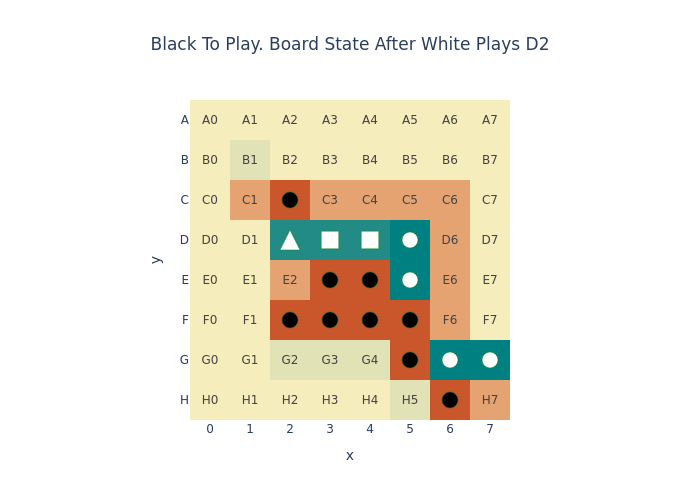 Black To Play. Board State After White Plays D2
A A0 A1 A2 A3 A4 A5 A6 A7
B B0 B1 B2 B3 B4 B5 B6 B7
C C0 C1 C3 C4 C5 C6 C7
D D0 D1 D6 D7
E E0 E1 E2 E6 E7
F F0 F1 F6 F7
G G0 G1 G2 G3 G4
H H0 H1 H2 H3 H4 H5 H7
0 1 2 3 4 5 6 7
x
y